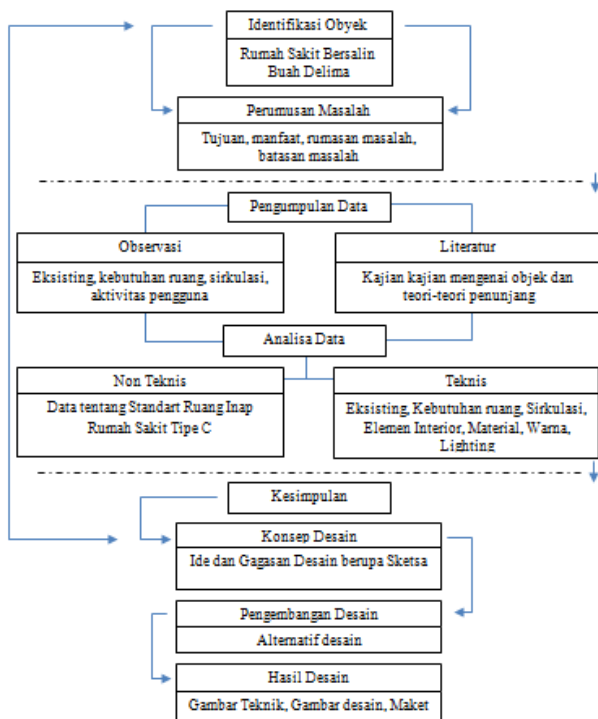 Identifikasi Obyek
Rumah Sakit Bersalin
Buah Delima
Perumusan Masalah
Tujuan, manfaat, rumasan masalah,
batasan masalah
Pengumpulan Data
Observasi
Eksisting, kebutuhan ruang, sirkulasi,
aktivitas pengguna
Literatur
Kajian kajian mengenai objek dan
teori-teori penunjang
Analisa Data
Non Teknis
Data tentang Standart Ruang Inap
Rumah Sakit Tipe C
Teknis
Eksisting, Kebutuhan ruang, Sirkulasi,
Elemen Interior, Material, Warna,
Lighting
Kesimpulan
Konsep Desain
Ide dan Gagasan Desain berupa Sketsa
Pengembangan Desain
Alternatif desain
Hasil Desain
Gambar Teknik, Gambar desain, Maket